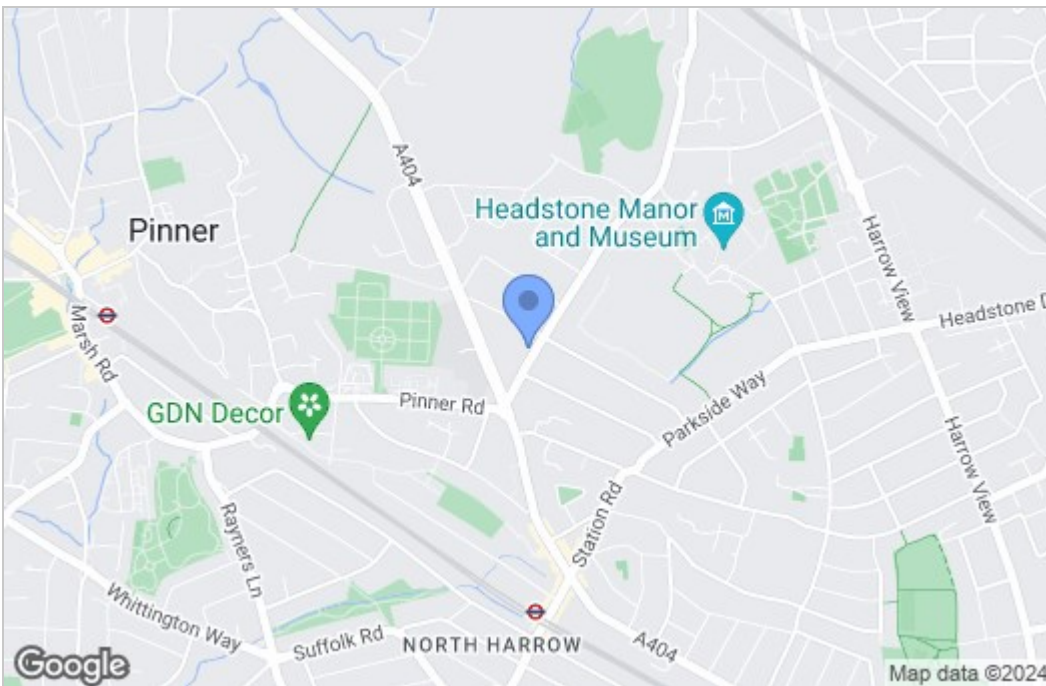 A404
Headstone Manor
and Museum
M
Pinner
Harrow View
Headstone D
Marsh Rd
Pinner Rd
GDN Decor
Parkside Way
Harrow View
Rayners Ln
Station Rd
Whittington Way
Suffolk Rd
NORTH HARROW
A404
Google
Map data ©2024